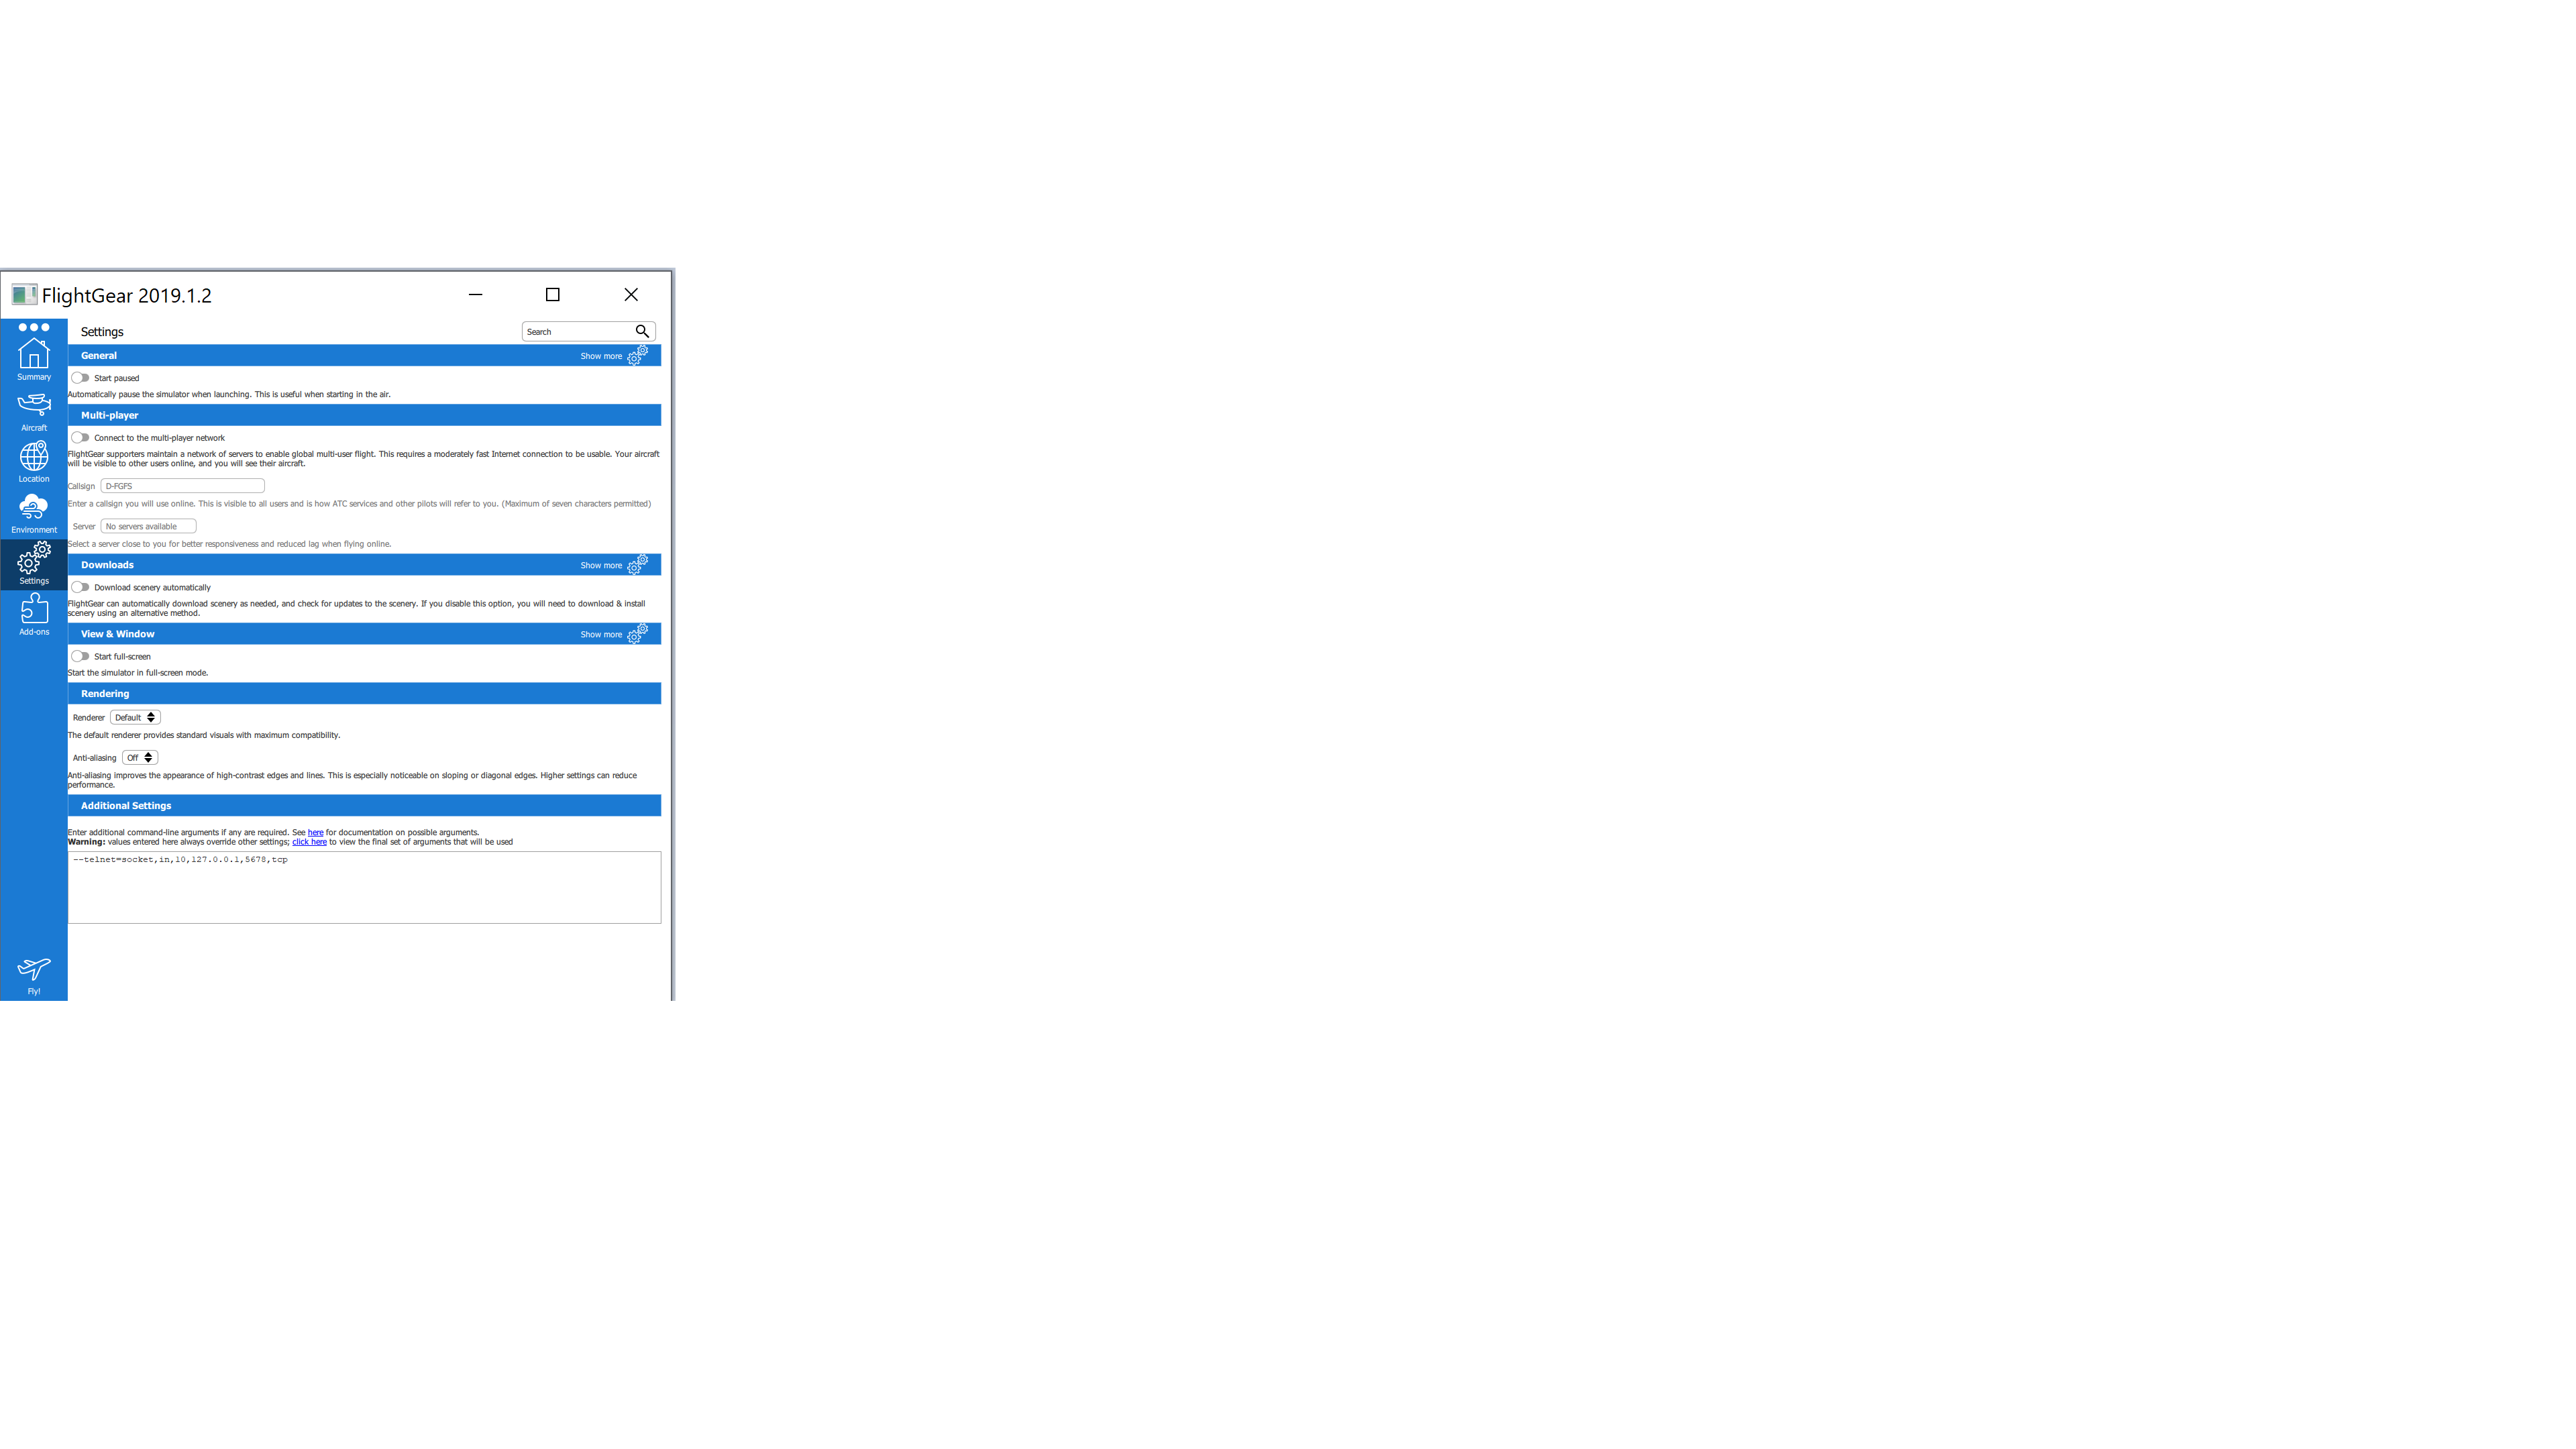 FlightGear 2019.1.2
Settings
Search
Summary
Aircraft
Location
Environment
Settings
Add-ons
Fly!
General
Show more
Start paused
Automatically pause the simulator when launching. This is useful when starting in the air.
Multi-player
Connect to the multi-player network
FlightGear supporters maintain a network of servers to enable global multi-user flight. This requires a moderately fast Internet connection to be usable. Your aircraft
will be visible to other users online, and you will see their aircraft.
Callsign D-FGFS
Enter a callsign you will use online. This is visible to all users and is how ATC services and other pilots will refer to you. (Maximum of seven characters permitted)
Server No servers available
Select a server close to you for better responsiveness and reduced lag when flying online.
Downloads
Show more
Download scenery automatically
FlightGear can automatically download scenery as needed, and check for updates to the scenery. If you disable this option, you will need to download & install
scenery using an alternative method.
View & Window
Show more
Start full-screen
Start the simulator in full-screen mode.
Rendering
Renderer Default
The default renderer provides standard visuals with maximum compatibility.
Anti-aliasing Off
Anti-aliasing improves the appearance of high-contrast edges and lines. This is especially noticeable on sloping or diagonal edges. Higher settings can reduce
performance.
Additional Settings
Enter additional command-line arguments if any are required. See here for documentation on possible arguments.
Warning: values entered here always override other settings; click here to view the final set of arguments that will be used
--telnet=socket,in,10,127.0.0.1,5678,tcp